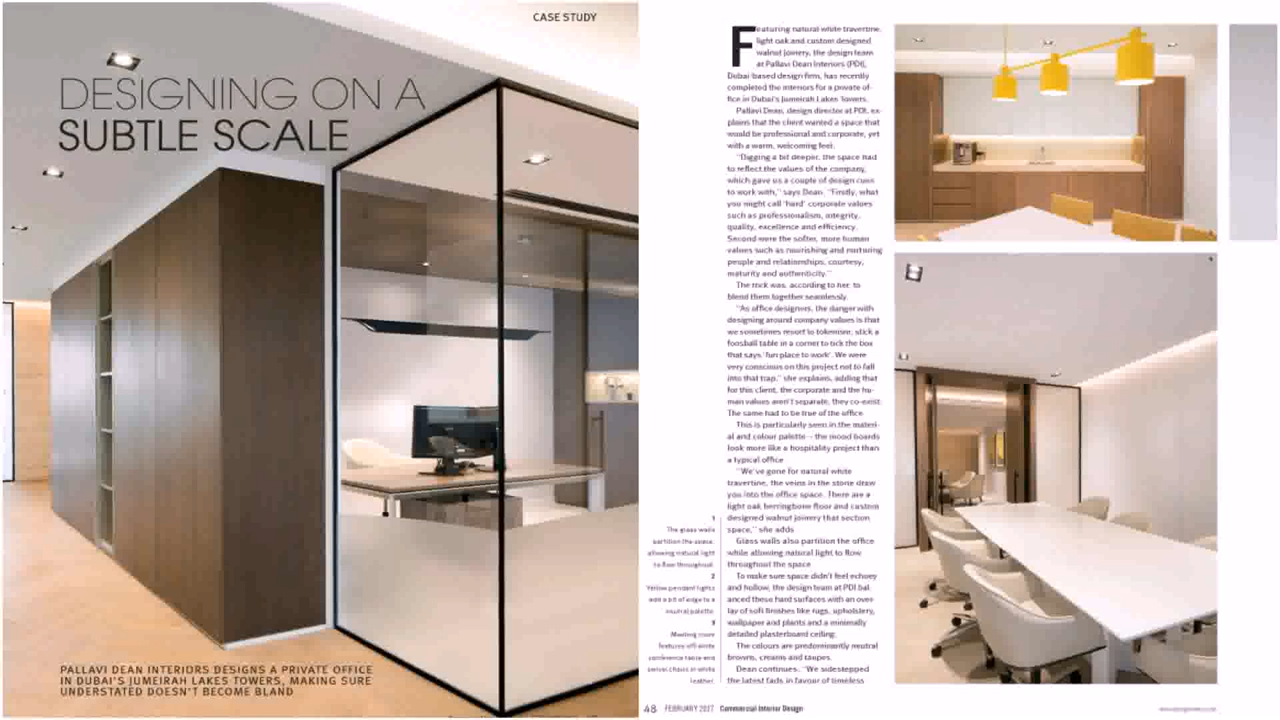 CASE STUDY
DESIGNING ON A
SUBTLE SCALE
PALLAVI DEAN INTERIORS DESIGNS A PRIVATE OFFICE
IN DUBAI'S JUMEIRAH LAKES TOWERS, MAKING SURE
UNDERSTATED DOESN'T BECOME BLAND
Featuring natural white travertine,
light oak and custom designed
walnut joinery, the design team
at Pallavi Dean Interiors (PDI),
Dubai-based design firm, has recently
completed the interiors for a private of-
fice in Dubai's Jumeirah Lakes Towers.
Pallavi Dean, design director at PDI, ex-
plains that the client wanted a space that
would be professional and corporate, yet
with a warm, welcoming feel.
"Digging a bit deeper, the space had
to reflect the values of the company,
which gave us a couple of design cues
to work with," says Dean. "Firstly, what
you might call 'hard' corporate values
such as professionalism, integrity,
quality, excellence and efficiency.
Second were the softer, more human
values such as nourishing and nurturing
people and relationships, courtesy,
maturity and authenticity."
The trick was, according to her, to
blend them together seamlessly.
"As office designers, the danger with
designing around company values is that
we sometimes resort to tokenism: stick a
foosball table in a corner to tick the box
that says 'fun place to work'. We were
very conscious on this project not to fall
into that trap," she explains, adding that
for this client, the corporate and the hu-
man values aren't separate, they co-exist.
The same had to be true of the office.
This is particularly seen in the materi-
al and colour palette – the mood boards
look more like a hospitality project than
a typical office.
"We've gone for natural white
travertine, the veins in the stone draw
you into the office space. There are a
light oak herringbone floor and custom
designed walnut joinery that section
space," she adds.
Glass walls also partition the office
while allowing natural light to flow
throughout the space.
To make sure space didn't feel echoey
and hollow, the design team at PDI bal-
anced these hard surfaces with an over-
lay of soft finishes like rugs, upholstery,
wallpaper and plants and a minimally
detailed plasterboard ceiling.
The colours are predominantly neutral
browns, creams and taupes.
Dean continues: "We sidestepped
the latest fads in favour of timeless
1
The glass walls
partition the space,
allowing natural light
to flow throughout.
2
Yellow pendant lights
add a bit of edge to a
neutral palette.
3
Meeting room
features off-white
conference table and
swivel chairs in white
leather.
48 FEBRUARY 2017 Commercial Interior Design